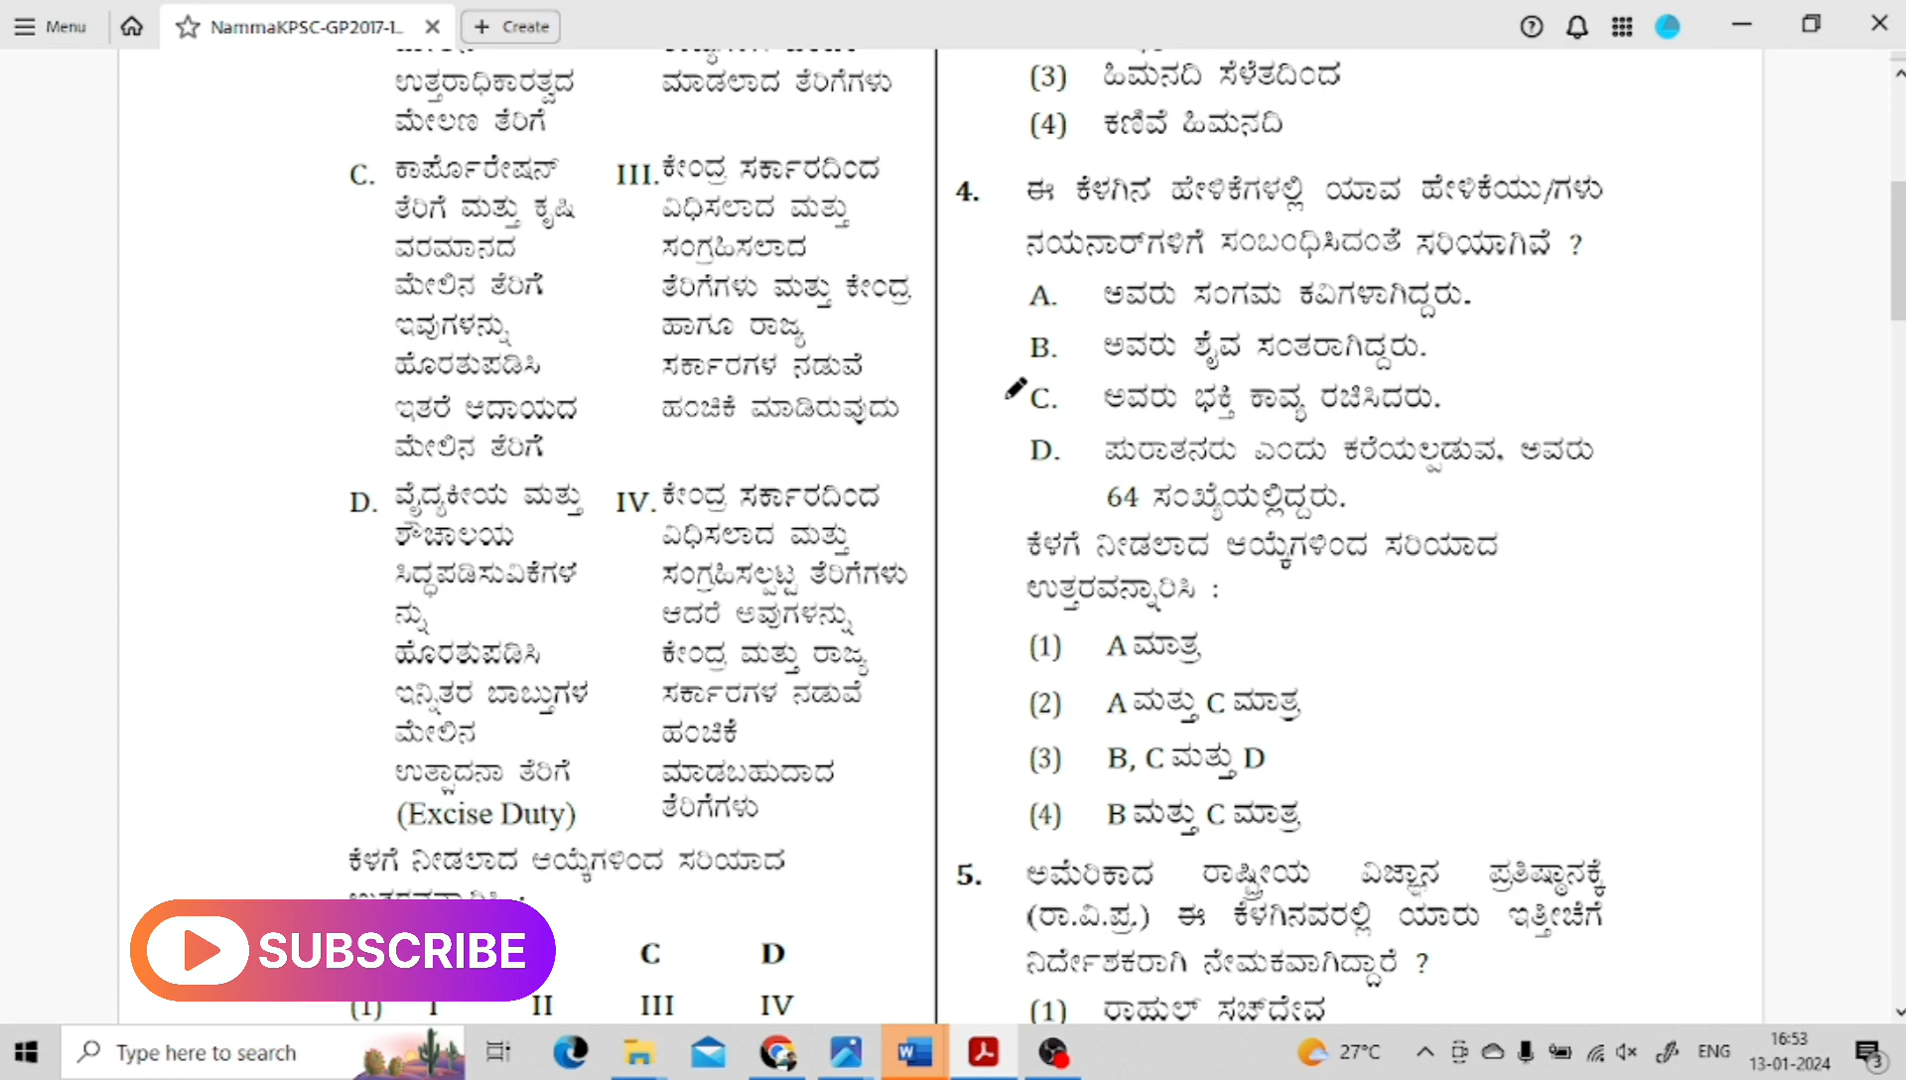 Menu
NammaKPSC-GP2017-1...
Create
ಉತ್ತರಾಧಿಕಾರತ್ವದ
ಮೇಲಣ ತೆರಿಗೆ
ಮಾಡಲಾದ ತೆರಿಗೆಗಳು
C. ಕಾರ್ಪೊರೇಷನ್
ತೆರಿಗೆ ಮತ್ತು ಕೃಷಿ
ವರಮಾನದ
ಮೇಲಿನ ತೆರಿಗೆ
ಇವುಗಳನ್ನು
ಹೊರತುಪಡಿಸಿ
ಇತರೆ ಆದಾಯದ
ಮೇಲಿನ ತೆರಿಗೆ
III. ಕೇಂದ್ರ ಸರ್ಕಾರದಿಂದ
ವಿಧಿಸಲಾದ ಮತ್ತು
ಸಂಗ್ರಹಿಸಲಾದ
ತೆರಿಗೆಗಳು ಮತ್ತು ಕೇಂದ್ರ
ಹಾಗೂ ರಾಜ್ಯ
ಸರ್ಕಾರಗಳ ನಡುವೆ
ಹಂಚಿಕೆ ಮಾಡಿರುವುದು
D. ವೈದ್ಯಕೀಯ ಮತ್ತು
ಶೌಚಾಲಯ
ಸಿದ್ಧಪಡಿಸುವಿಕೆಗಳ
ನ್ನು
ಹೊರತುಪಡಿಸಿ
ಇನ್ನಿತರ ಬಾಬ್ತುಗಳ
ಮೇಲಿನ
ಉತ್ಪಾದನಾ ತೆರಿಗೆ
(Excise Duty)
IV. ಕೇಂದ್ರ ಸರ್ಕಾರದಿಂದ
ವಿಧಿಸಲಾದ ಮತ್ತು
ಸಂಗ್ರಹಿಸಲ್ಪಟ್ಟ ತೆರಿಗೆಗಳು
ಆದರೆ ಅವುಗಳನ್ನು
ಕೇಂದ್ರ ಮತ್ತು ರಾಜ್ಯ
ಸರ್ಕಾರಗಳ ನಡುವೆ
ಹಂಚಿಕೆ
ಮಾಡಬಹುದಾದ
ತೆರಿಗೆಗಳು
ಕೆಳಗೆ ನೀಡಲಾದ ಆಯ್ಕೆಗಳಿಂದ ಸರಿಯಾದ
SUBSCRIBE
C D
(1) I II III IV
(3) ಹಿಮನದಿ ಸೆಳೆತದಿಂದ
(4) ಕಣಿವೆ ಹಿಮನದಿ
4. ಈ ಕೆಳಗಿನ ಹೇಳಿಕೆಗಳಲ್ಲಿ ಯಾವ ಹೇಳಿಕೆಯು/ಗಳು
ನಯನಾರ್‌ಗಳಿಗೆ ಸಂಬಂಧಿಸಿದಂತೆ ಸರಿಯಾಗಿವೆ ?
A. ಅವರು ಸಂಗಮ ಕವಿಗಳಾಗಿದ್ದರು.
B. ಅವರು ಶೈವ ಸಂತರಾಗಿದ್ದರು.
C. ಅವರು ಭಕ್ತಿ ಕಾವ್ಯ ರಚಿಸಿದರು.
D. ಪುರಾತನರು ಎಂದು ಕರೆಯಲ್ಪಡುವ, ಅವರು
64 ಸಂಖ್ಯೆಯಲ್ಲಿದ್ದರು.
ಕೆಳಗೆ ನೀಡಲಾದ ಆಯ್ಕೆಗಳಿಂದ ಸರಿಯಾದ
ಉತ್ತರವನ್ನಾರಿಸಿ :
(1) A ಮಾತ್ರ
(2) A ಮತ್ತು C ಮಾತ್ರ
(3) B, C ಮತ್ತು D
(4) B ಮತ್ತು C ಮಾತ್ರ
5. ಅಮೆರಿಕಾದ ರಾಷ್ಟ್ರೀಯ ವಿಜ್ಞಾನ ಪ್ರತಿಷ್ಠಾನಕ್ಕೆ
(ರಾ.ವಿ.ಪ್ರ.) ಈ ಕೆಳಗಿನವರಲ್ಲಿ ಯಾರು ಇತ್ತೀಚೆಗೆ
ನಿರ್ದೇಶಕರಾಗಿ ನೇಮಕವಾಗಿದ್ದಾರೆ ?
(1) ರಾಹುಲ್ ಸಚ್‌ದೇವ
Type here to search
27°C
ENG
16:53
13-01-2024
3